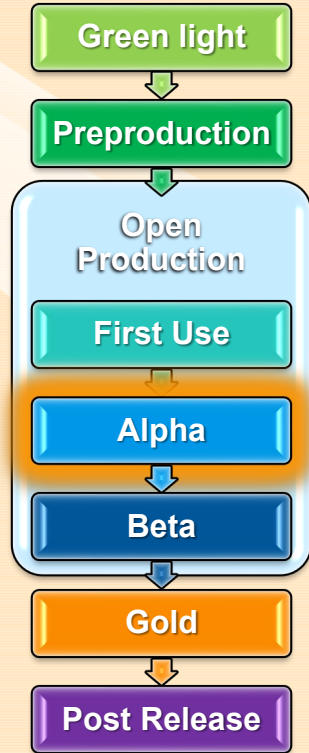 Green light
Preproduction
Open
Production
First Use
Alpha
Beta
Gold
Post Release